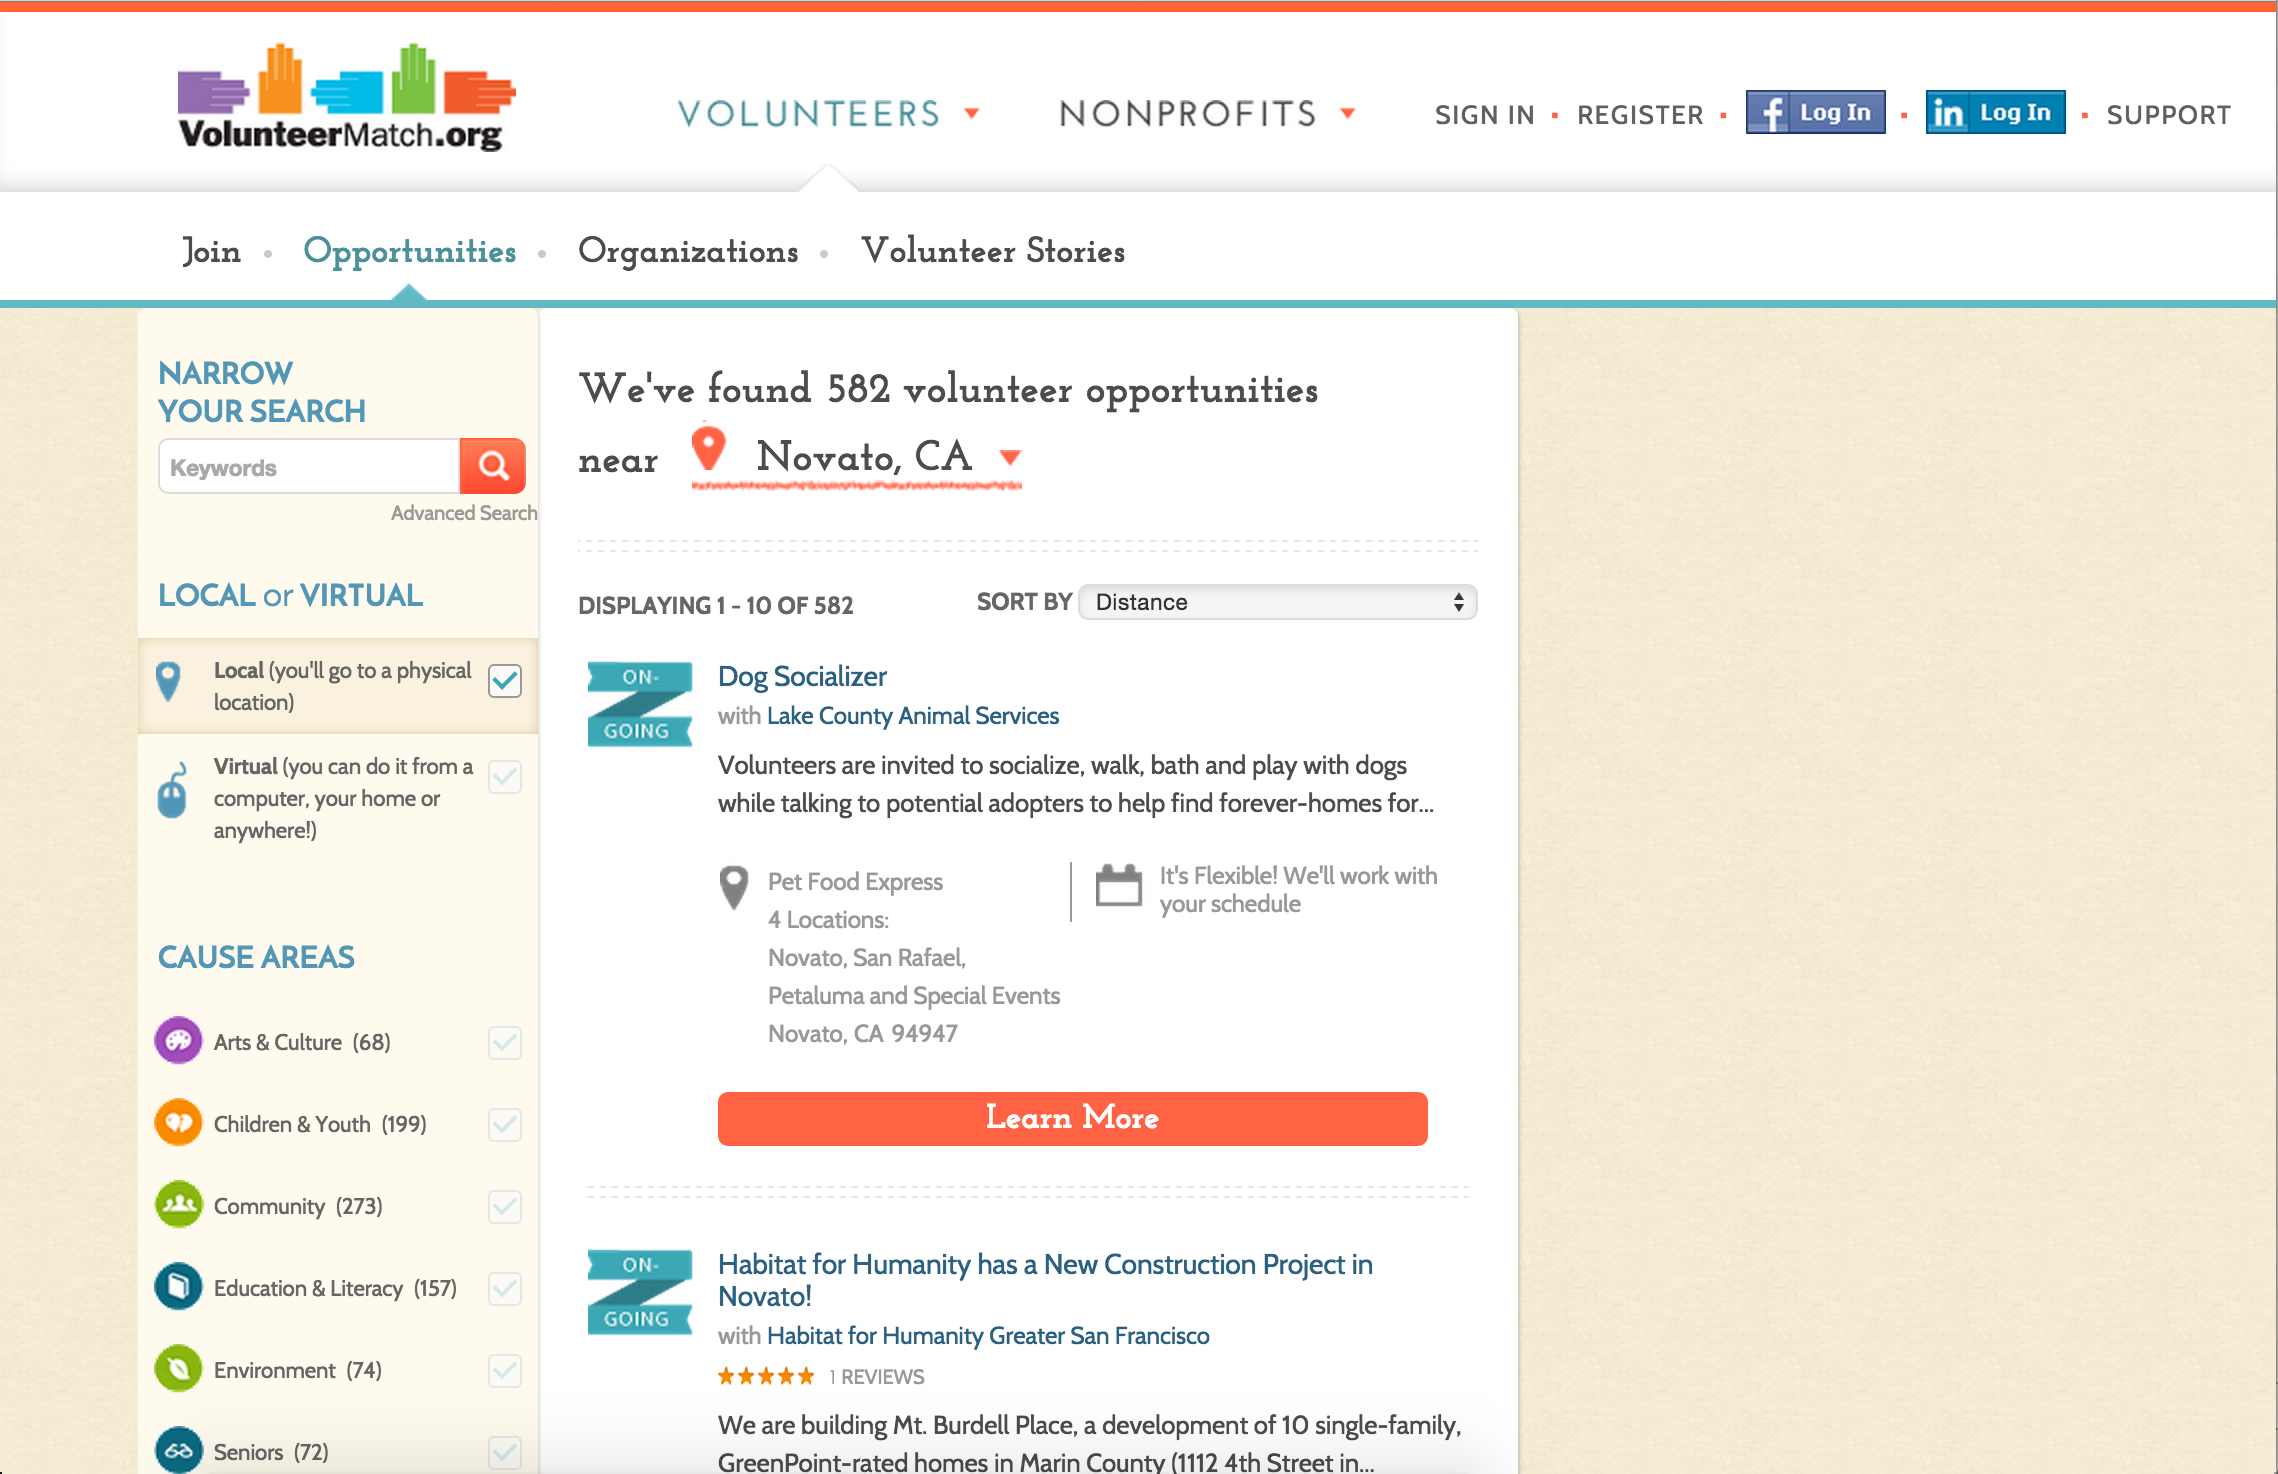 VolunteerMatch.org
VOLUNTEERS
NONPROFITS
SIGN IN
REGISTER
f Log In
in Log In
SUPPORT
Join
Opportunities
Organizations
Volunteer Stories
NARROW
YOUR SEARCH
Keywords
Advanced Search
LOCAL or VIRTUAL
Local (you'll go to a physical
location)
Virtual (you can do it from a
computer, your home or
anywhere!)
CAUSE AREAS
Arts & Culture (68)
Children & Youth (199)
Community (273)
Education & Literacy (157)
Environment (74)
Seniors (72)
We've found 582 volunteer opportunities
near Novato, CA
DISPLAYING 1 - 10 OF 582
SORT BY Distance
ON-
GOING
Dog Socializer
with Lake County Animal Services
Volunteers are invited to socialize, walk, bath and play with dogs
while talking to potential adopters to help find forever-homes for...
Pet Food Express
4 Locations:
Novato, San Rafael,
Petaluma and Special Events
Novato, CA 94947
It's Flexible! We'll work with
your schedule
Learn More
ON-
GOING
Habitat for Humanity has a New Construction Project in
Novato!
with Habitat for Humanity Greater San Francisco
1 REVIEWS
We are building Mt. Burdell Place, a development of 10 single-family,
GreenPoint-rated homes in Marin County (1112 4th Street in...